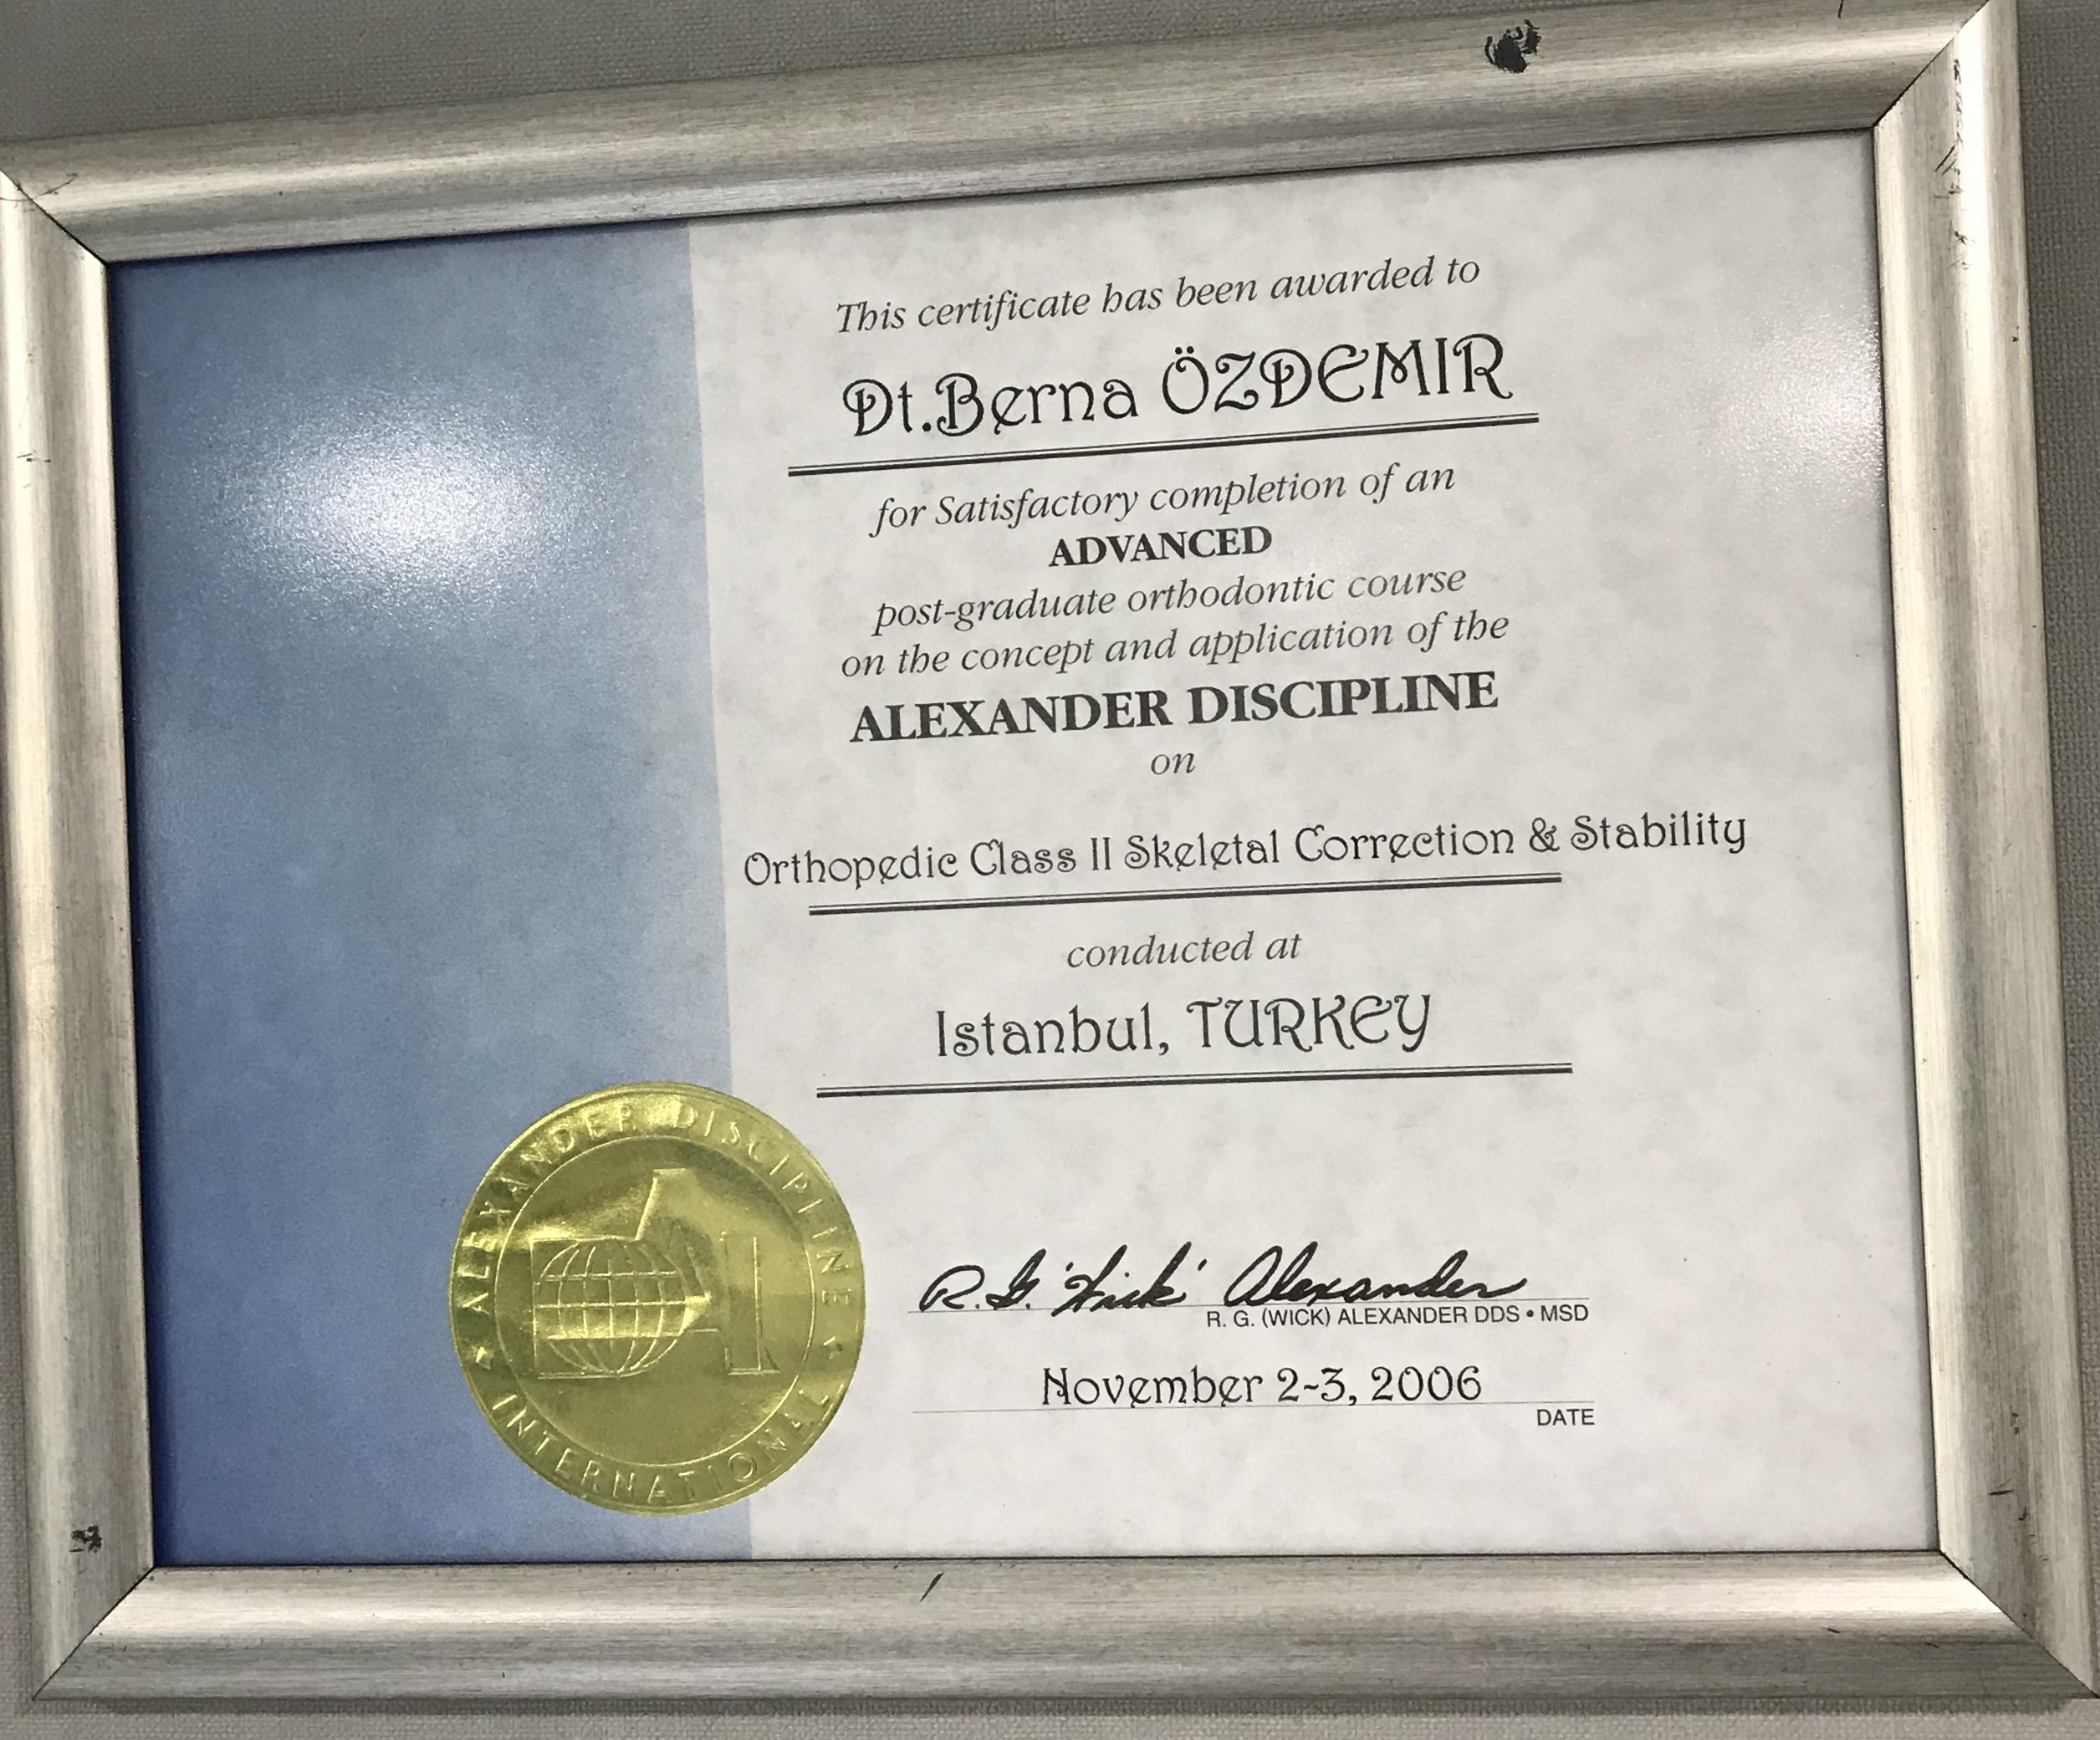 This certificate has been awarded to
Dt.Berna ÖZDEMIR
for Satisfactory completion of an
ADVANCED
post-graduate orthodontic course
on the concept and application of the
ALEXANDER DISCIPLINE
on
Orthopedic Class II Skeletal Correction & Stability
conducted at
Istanbul, TURKEY
ALEXANDER DISCIPLINE
INTERNATIONAL
R. G. 'Wick' Alexander
R. G. (WICK) ALEXANDER DDS • MSD
November 2-3, 2006
DATE